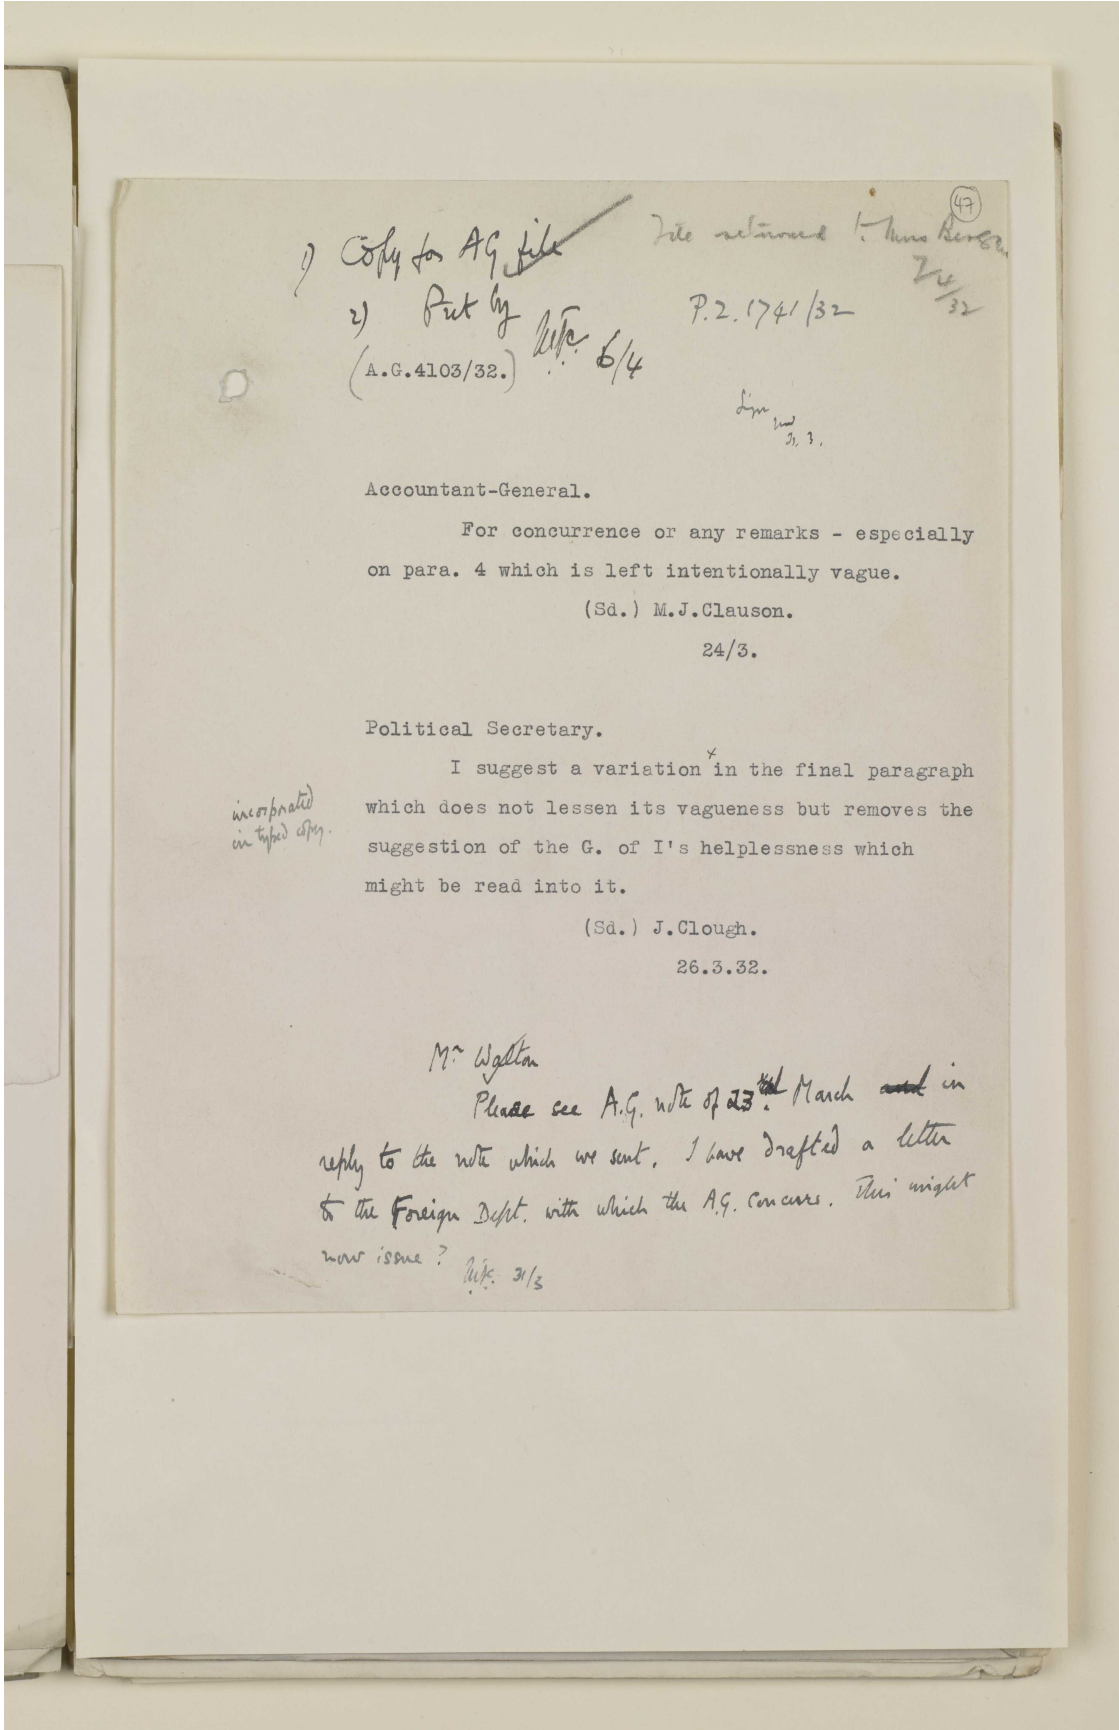 47
File returned to Miss
7/4/32
1) Copy for AG file
2) Put by
6/4
P.Z. 1741/32
(A.G.4103/32.)
Accountant-General.
For concurrence or any remarks - especially
on para. 4 which is left intentionally vague.
(Sd.) M.J.Clauson.
24/3.
Political Secretary.
I suggest a variation x in the final paragraph
which does not lessen its vagueness but removes the
suggestion of the G. of I's helplessness which
might be read into it.
incorporated
in typed copy.
(Sd.) J.Clough.
26.3.32.
Mr Walton
Please see A.G. note of 23rd. March and in
reply to the note which we sent. I have drafted a letter
to the Foreign Dept. with which the A.G. concurs. This might
now issue?
31/3